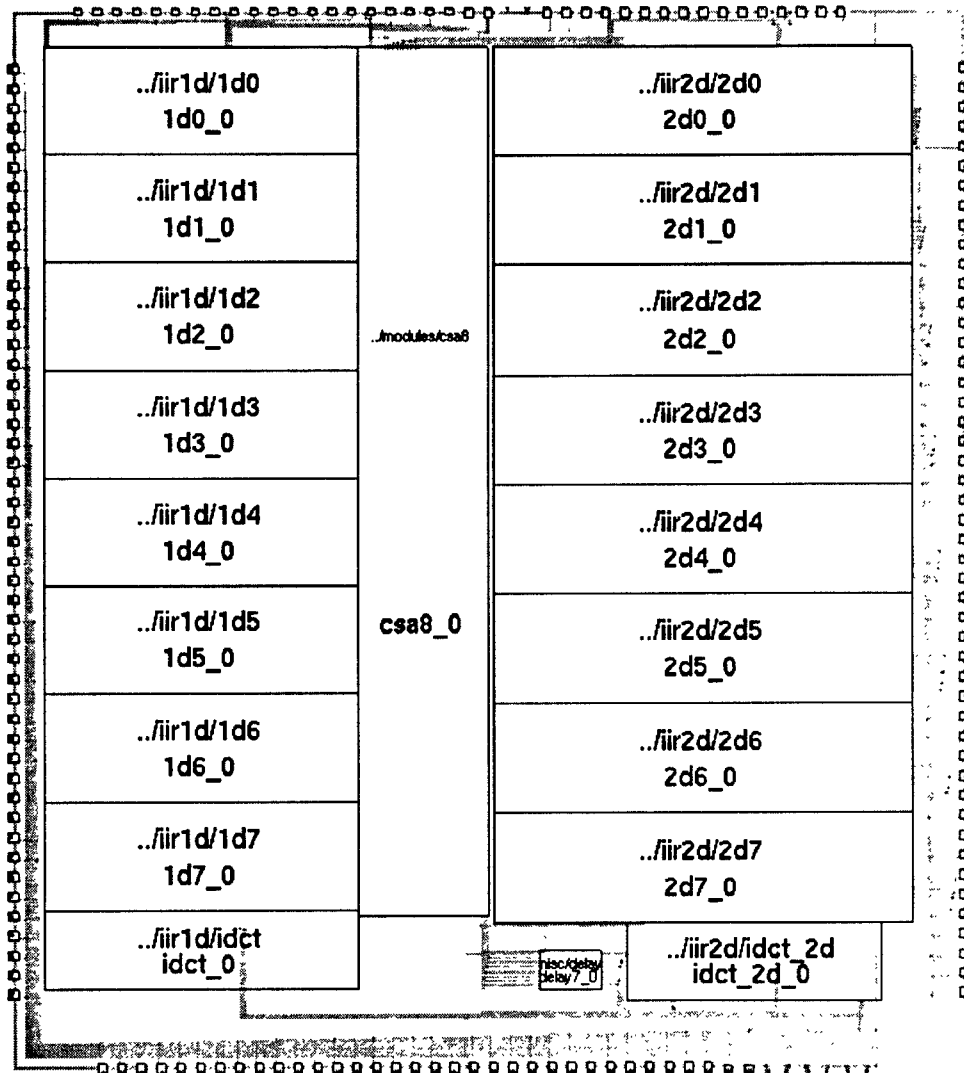 ../iir1d/1d0
1d0_0
../iir1d/1d1
1d1_0
../iir1d/1d2
1d2_0
../iir1d/1d3
1d3_0
../iir1d/1d4
1d4_0
../iir1d/1d5
1d5_0
../iir1d/1d6
1d6_0
../iir1d/1d7
1d7_0
../iir1d/idct
idct_0
../modules/csa8
csa8_0
../iir2d/2d0
2d0_0
../iir2d/2d1
2d1_0
../iir2d/2d2
2d2_0
../iir2d/2d3
2d3_0
../iir2d/2d4
2d4_0
../iir2d/2d5
2d5_0
../iir2d/2d6
2d6_0
../iir2d/2d7
2d7_0
misc/delay
delay7_0
../iir2d/idct_2d
idct_2d_0